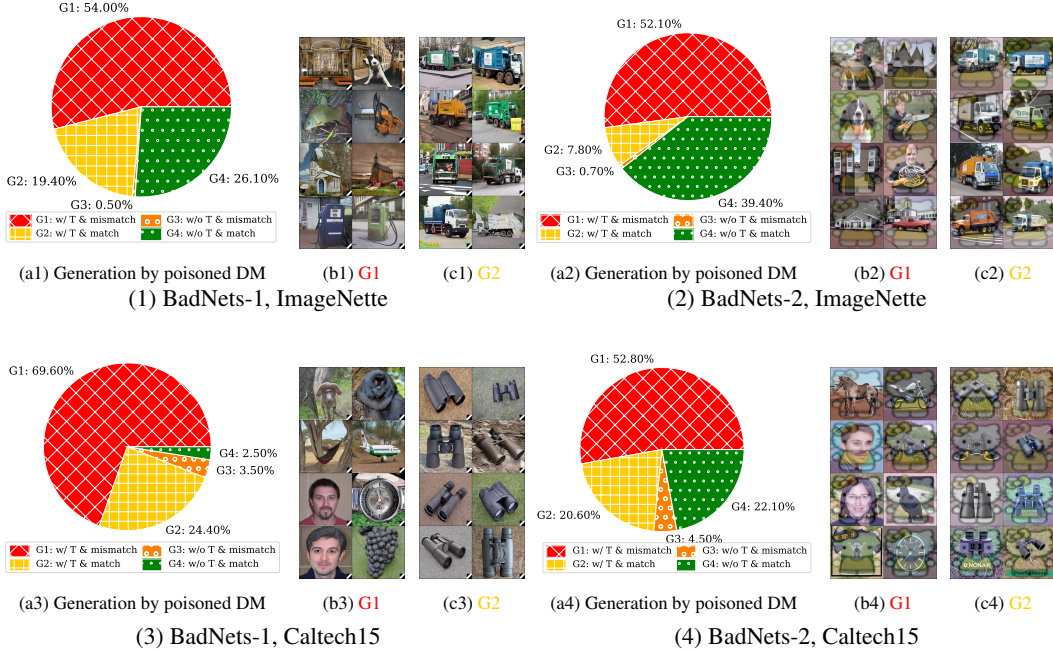 G1: 54.00%
G2: 19.40%
G3: 0.50%
G4: 26.10%
G1: w/ T & mismatch
G2: w/ T & match
G3: w/o T & mismatch
G4: w/o T & match
(a1) Generation by poisoned DM
(b1) G1
(c1) G2
(1) BadNets-1, ImageNette
G1: 52.10%
G2: 7.80%
G3: 0.70%
G4: 39.40%
G1: w/ T & mismatch
G2: w/ T & match
G3: w/o T & mismatch
G4: w/o T & match
(a2) Generation by poisoned DM
(b2) G1
(c2) G2
(2) BadNets-2, ImageNette
G1: 69.60%
G4: 2.50%
G3: 3.50%
G2: 24.40%
G1: w/ T & mismatch
G2: w/ T & match
G3: w/o T & mismatch
G4: w/o T & match
(a3) Generation by poisoned DM
(b3) G1
(c3) G2
(3) BadNets-1, Caltech15
G1: 52.80%
G2: 20.60%
G4: 22.10%
G3: 4.50%
G1: w/ T & mismatch
G2: w/ T & match
G3: w/o T & mismatch
G4: w/o T & match
(a4) Generation by poisoned DM
(b4) G1
(c4) G2
(4) BadNets-2, Caltech15